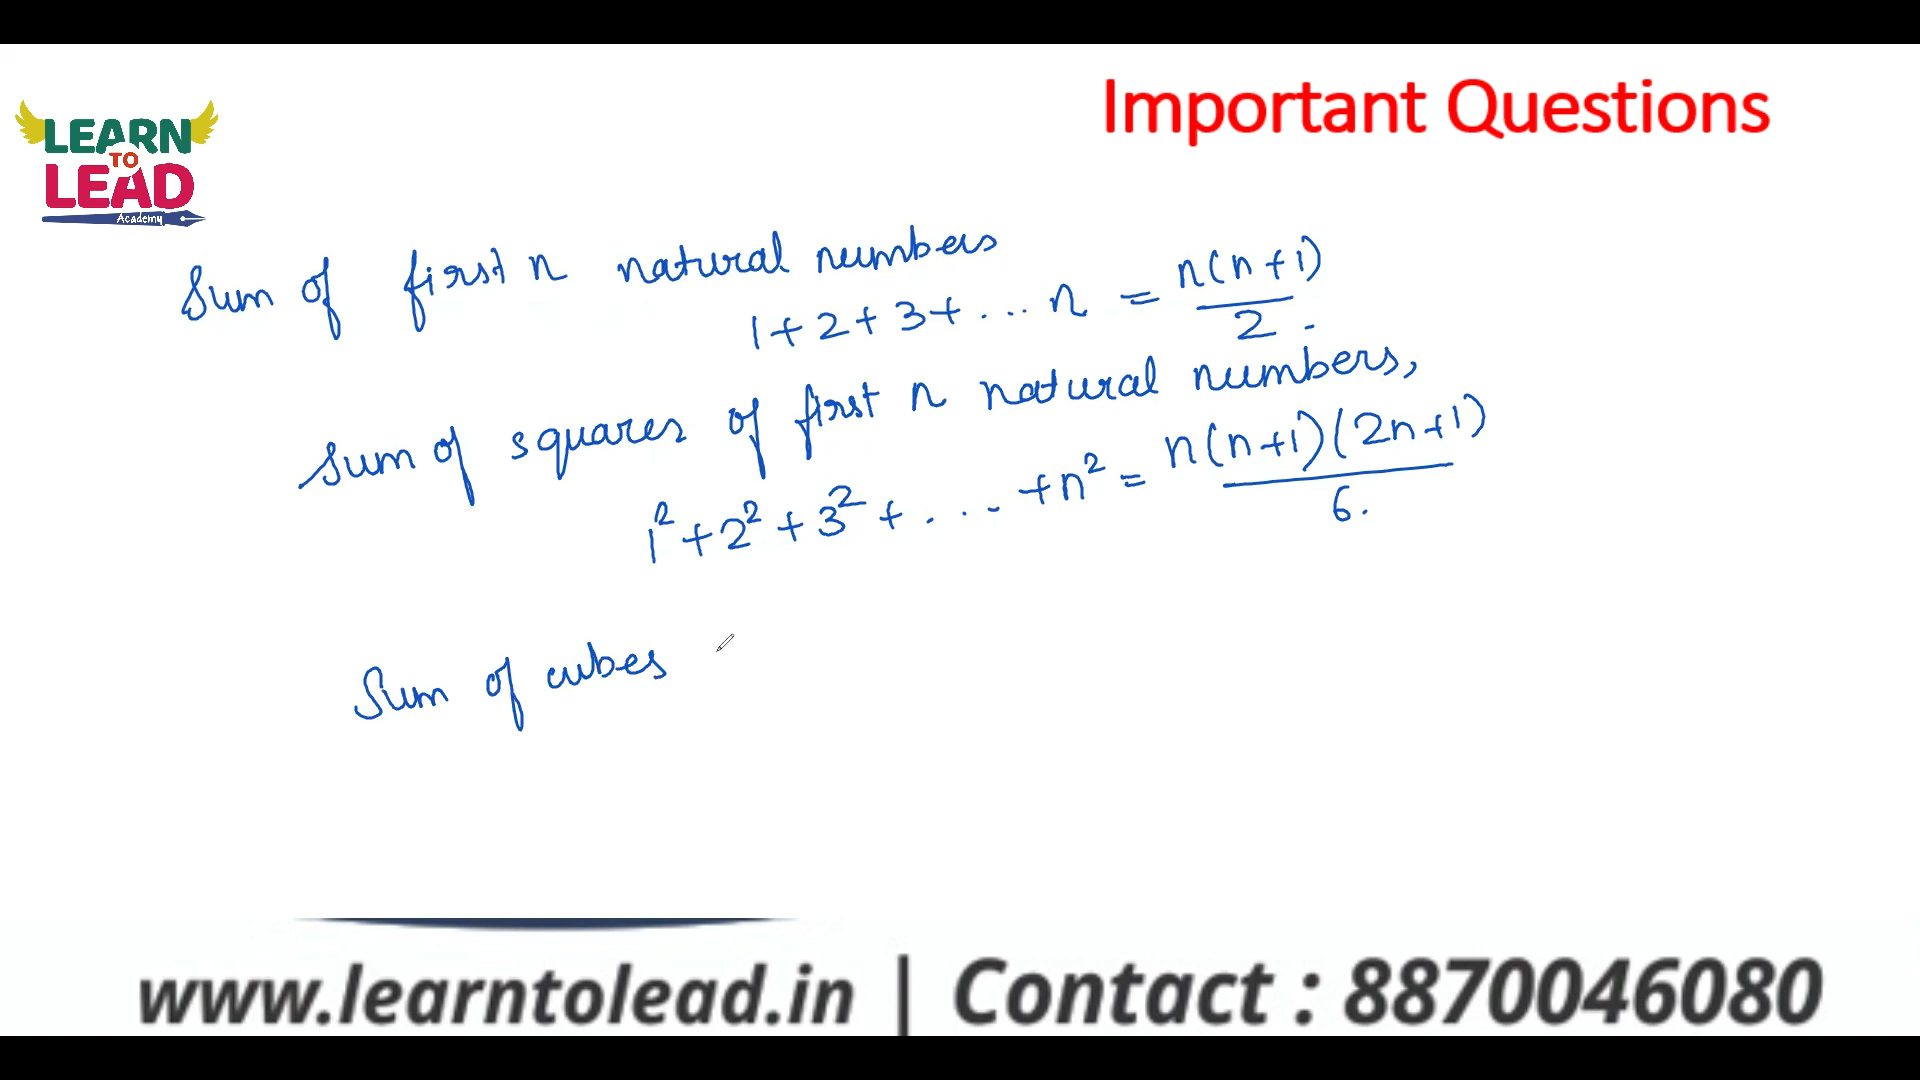 Important Questions
LEARN
TO
LEAD
Academy
Sum of first n natural numbers
1+2+3+...n = n(n+1)/2.
Sum of squares of first n natural numbers,
1²+2²+3²+....+n² = n(n+1)(2n+1)/6.
Sum of cubes
www.learntolead.in | Contact : 8870046080